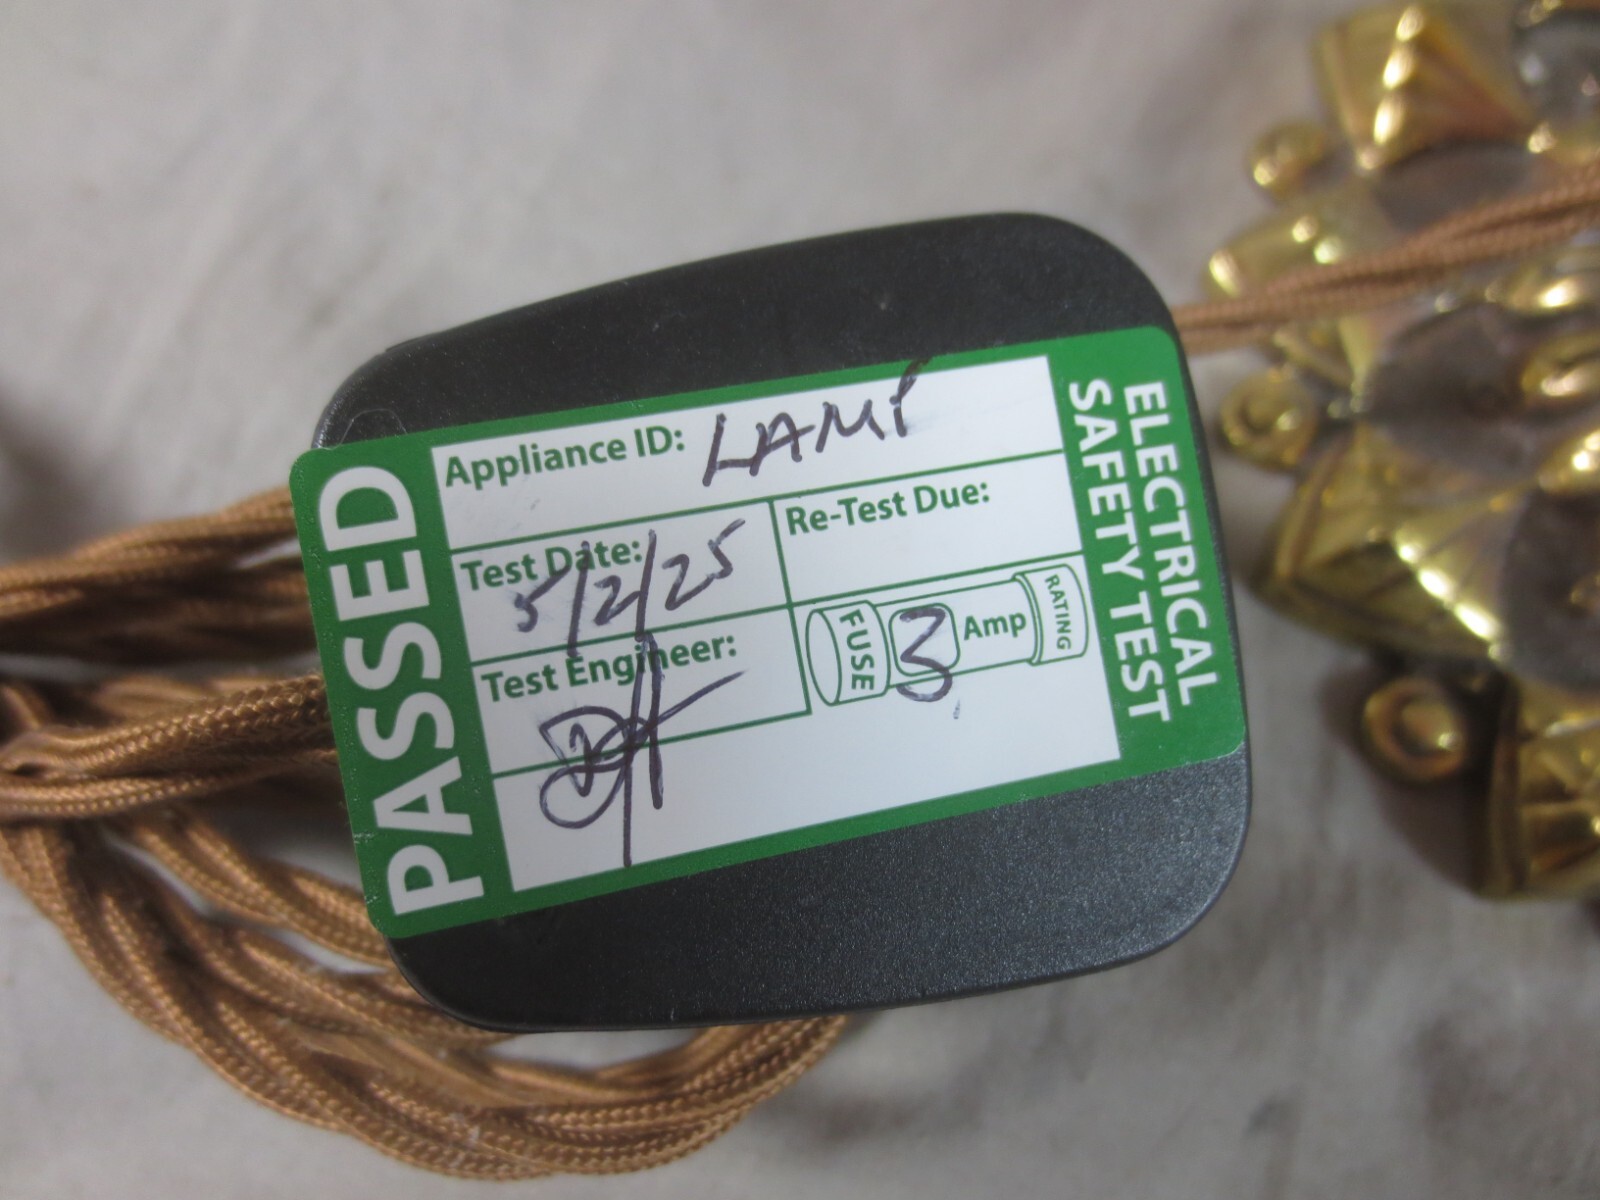 PASSED
Appliance ID: LAMP
Test Date: 5/2/25
Re-Test Due:
Test Engineer:
FUSE 3 Amp RATING
ELECTRICAL
SAFETY TEST